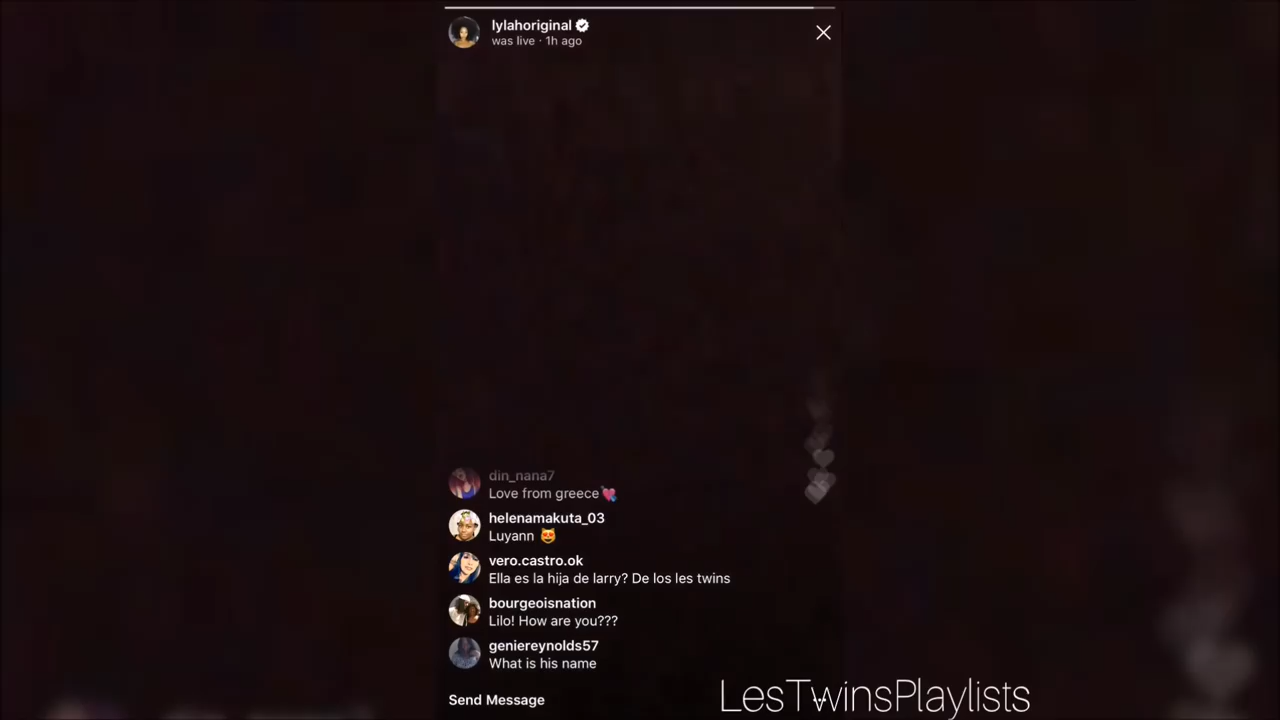 lylahoriginal
was live · 1h ago
din_nana7
Love from greece💘
helenamakuta_03
Luyann 😻
vero.castro.ok
Ella es la hija de larry? De los les twins
bourgeoisnation
Lilo! How are you???
geniereynolds57
What is his name
Send Message
LesTwinsPlaylists